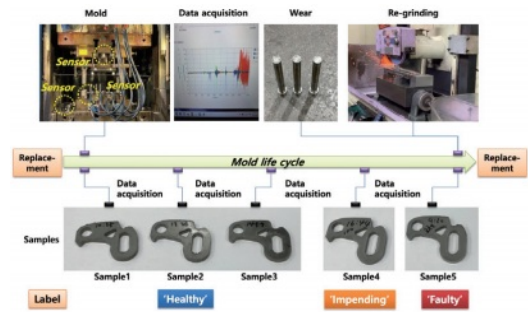 Mold
Data acquisition
Wear
Re-grinding
Sensor
Sensor
Sensor
Replace-
ment
Mold life cycle
Replace-
ment
Data
acquisition
Data
acquisition
Data
acquisition
Data
acquisition
Samples
Sample1
Sample2
Sample3
Sample4
Sample5
Label
'Healthy'
'Impending'
'Faulty'